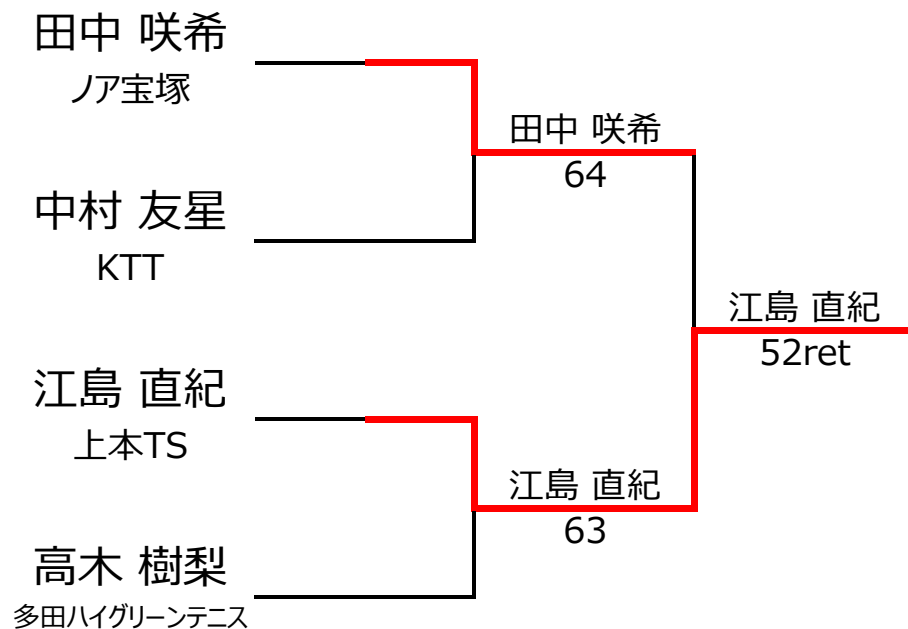 田中 咲希
ノア宝塚
田中 咲希
64
中村 友星
KTT
江島 直紀
52ret
江島 直紀
上本TS
江島 直紀
63
高木 樹梨
多田ハイグリーンテニス